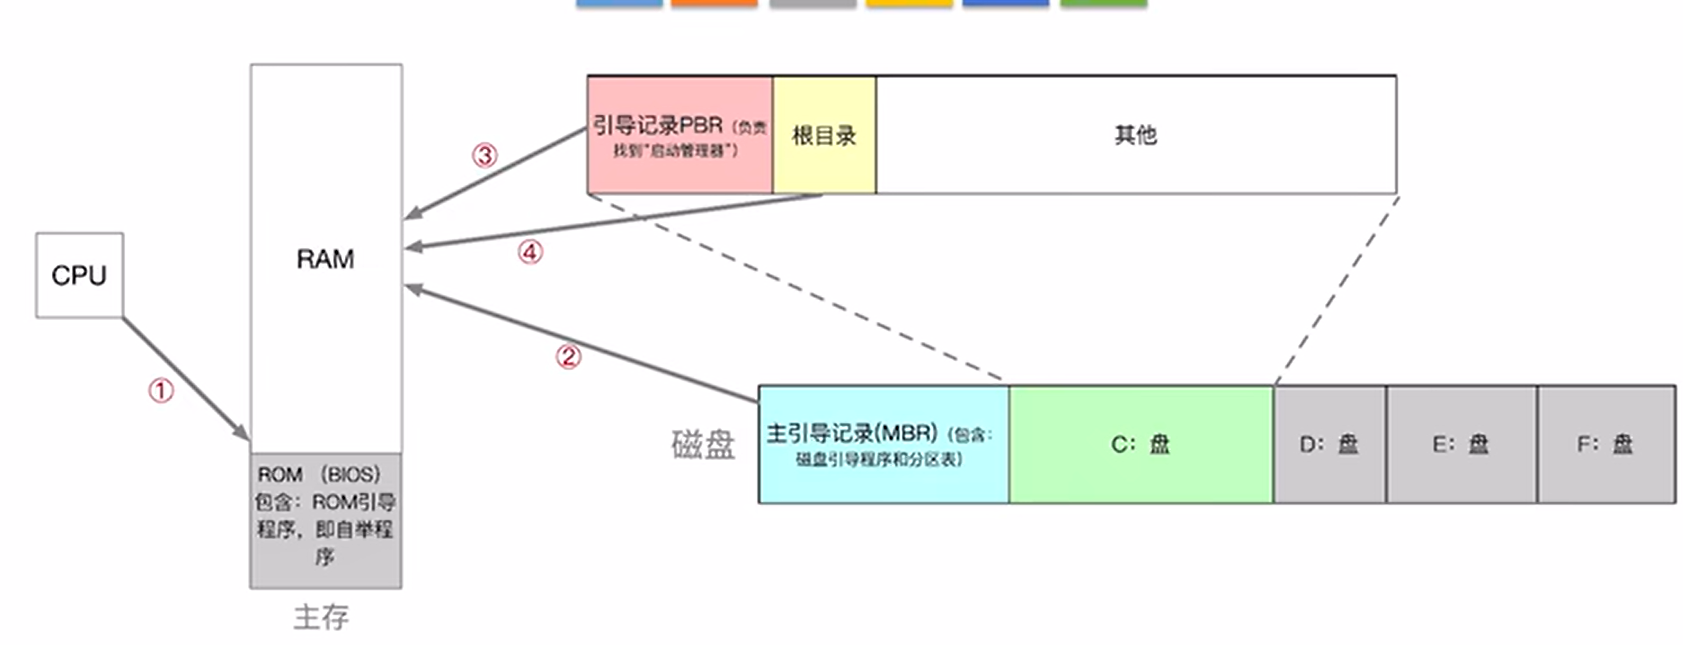 引导记录PBR（负责
找到“启动管理器”）
根目录
其他
③
④
RAM
CPU
①
②
磁盘
主引导记录(MBR)（包含：
磁盘引导程序和分区表）
C：盘
D：盘
E：盘
F：盘
ROM （BIOS）
包含：ROM引导
程序，即自举程
序
主存